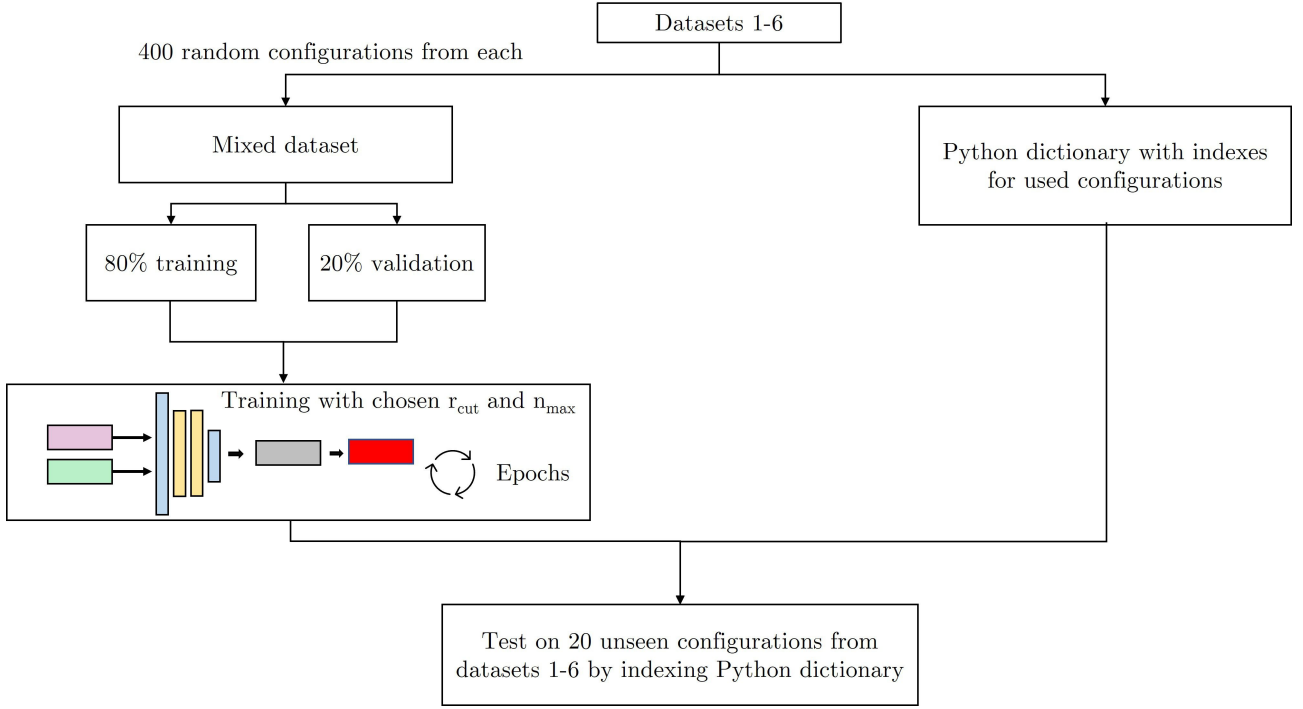 Datasets 1-6
400 random configurations from each
Mixed dataset
Python dictionary with indexes
for used configurations
80% training
20% validation
Training with chosen r_cut and n_max
Epochs
Test on 20 unseen configurations from
datasets 1-6 by indexing Python dictionary